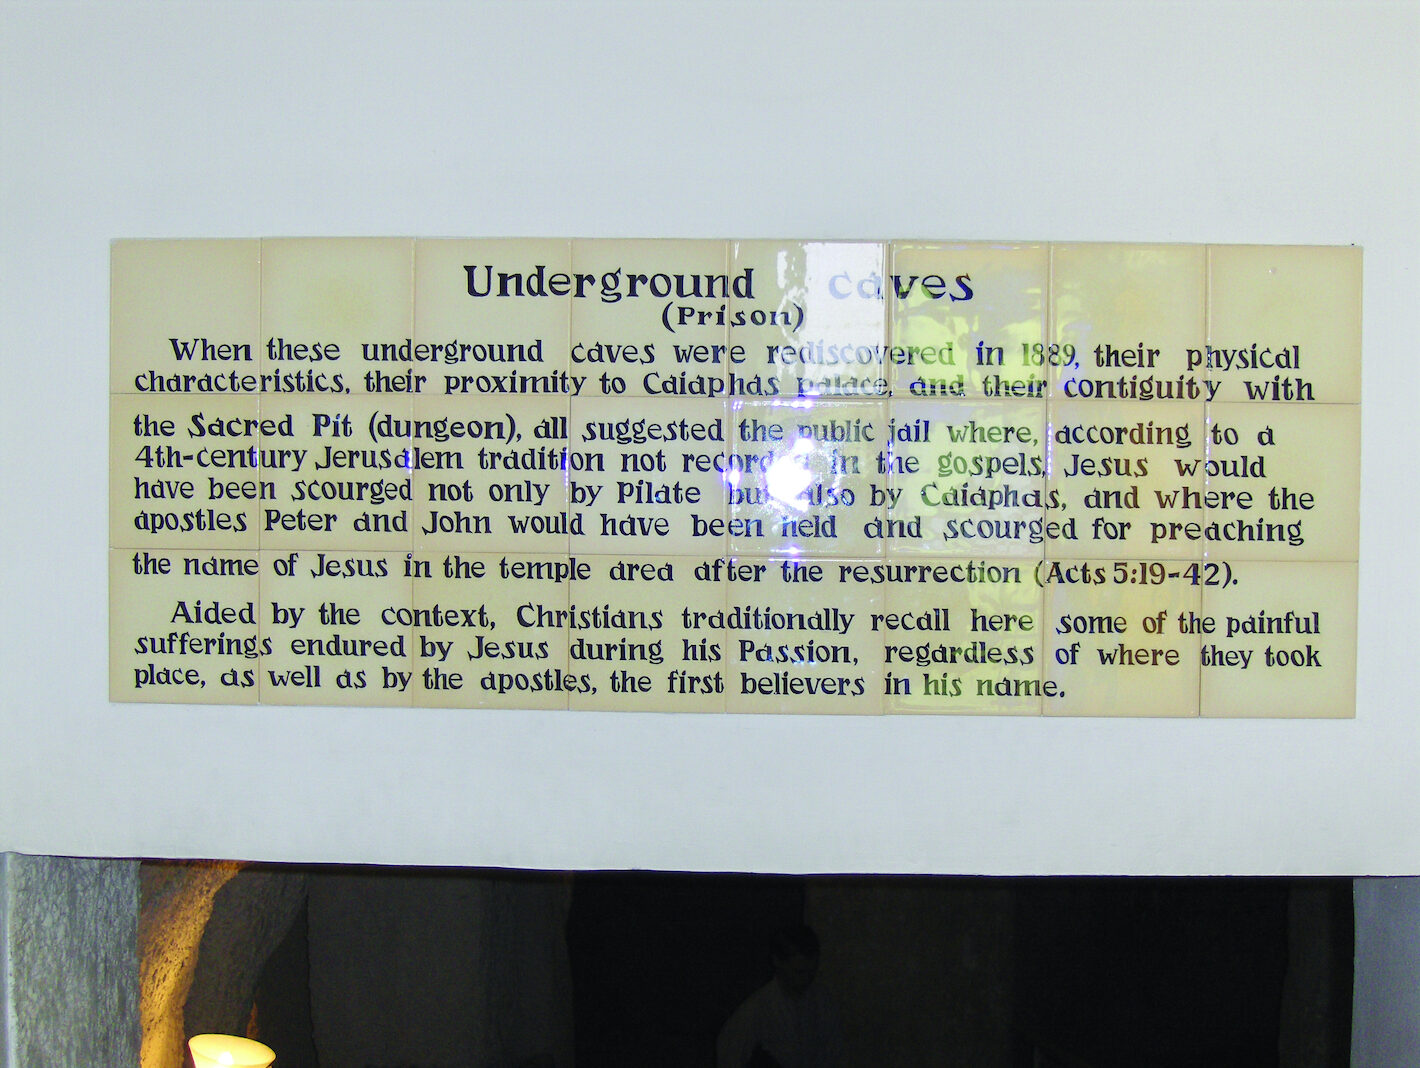 Underground caves
(Prison)
When these underground caves were rediscovered in 1889, their physical
characteristics, their proximity to Caiaphas palace, and their contiguity with
the Sacred Pit (dungeon), all suggested the public jail where, according to a
4th-century Jerusalem tradition not recorded in the gospels, Jesus would
have been scourged not only by Pilate but also by Caiaphas, and where the
apostles Peter and John would have been held and scourged for preaching
the name of Jesus in the temple area after the resurrection (Acts 5:19-42).
Aided by the context, Christians traditionally recall here some of the painful
sufferings endured by Jesus during his Passion, regardless of where they took
place, as well as by the apostles, the first believers in his name.